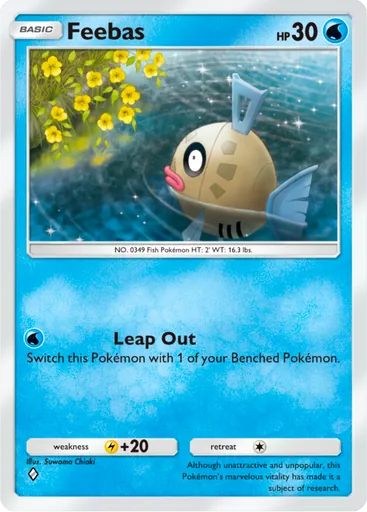 BASIC
Feebas
HP 30
NO. 0349 Fish Pokémon HT: 2' WT: 16.3 lbs.
Leap Out
Switch this Pokémon with 1 of your Benched Pokémon.
weakness +20
retreat
Illus. Suwama Chiaki
Although unattractive and unpopular, this
Pokémon's marvelous vitality has made it a
subject of research.